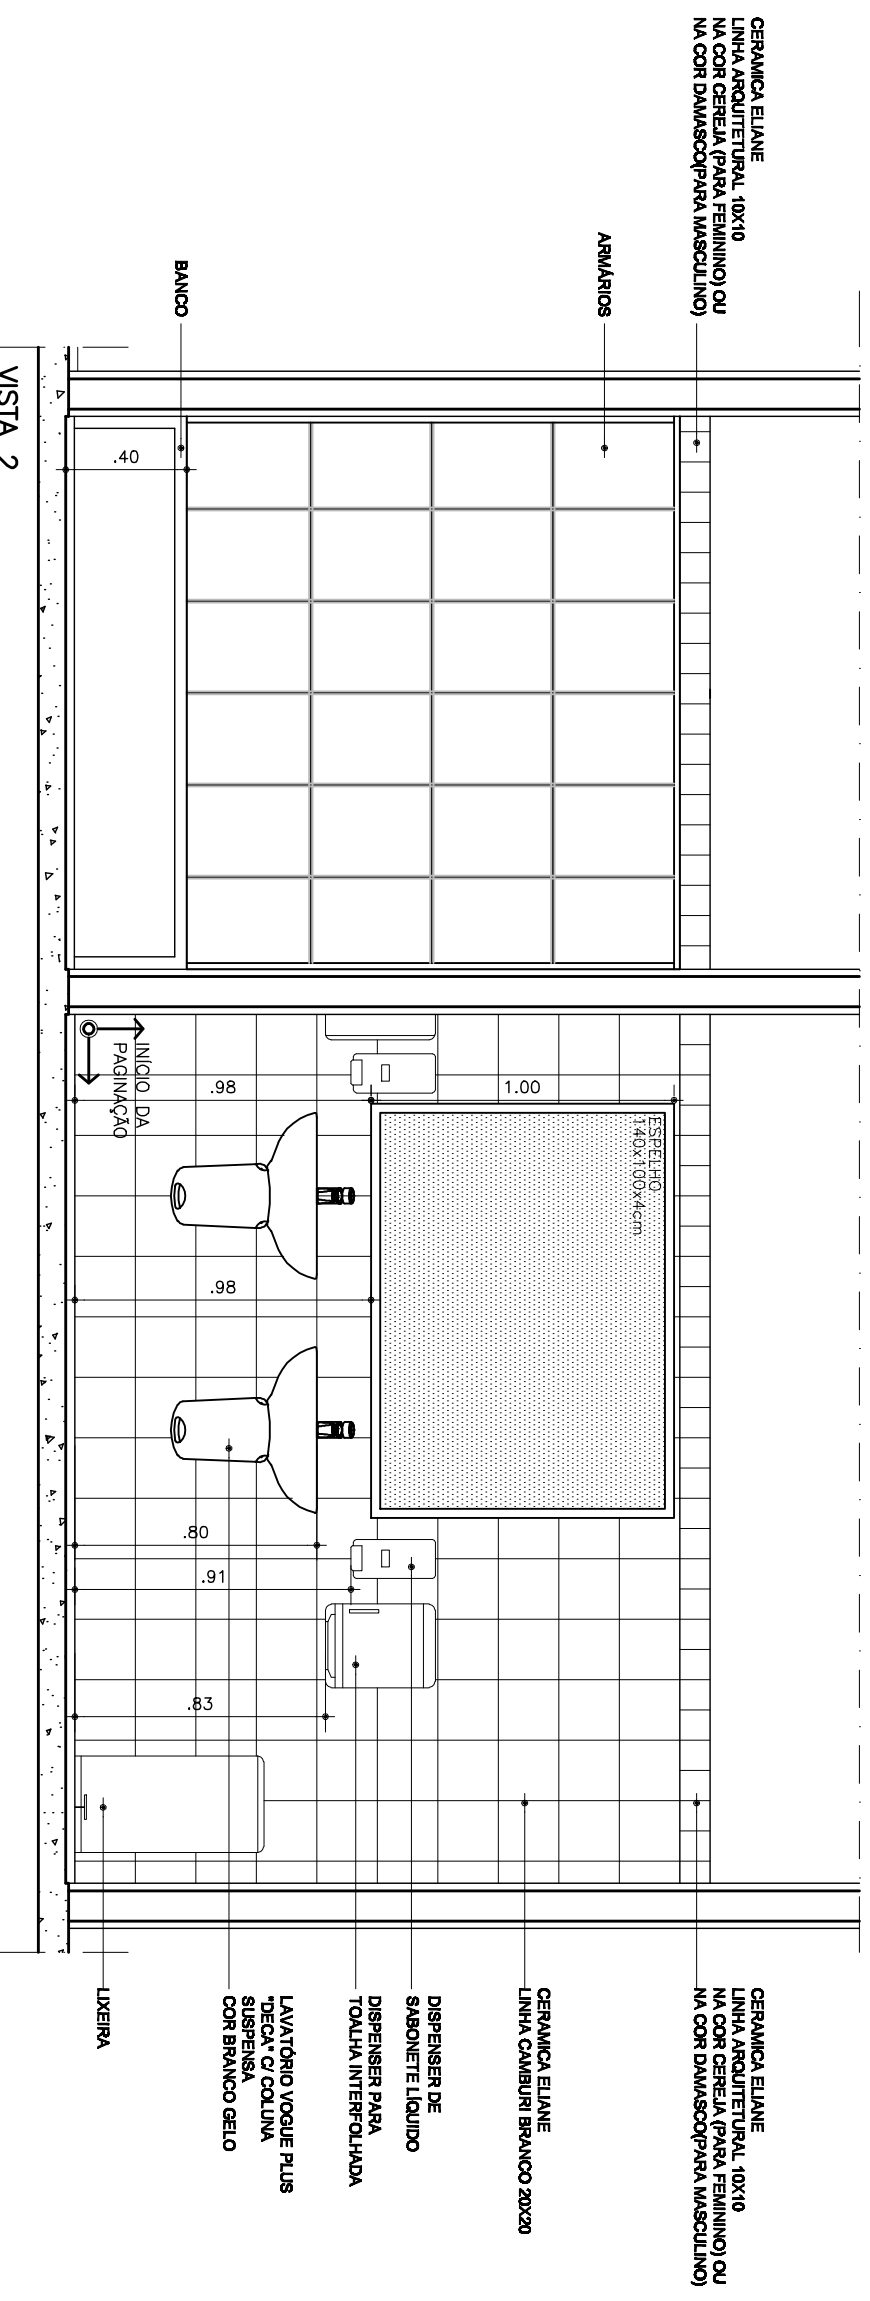 CERAMICA ELIANE
LINHA ARQUITETURAL 10X10
NA COR CEREJA (PARA FEMININO) OU
NA COR DAMASCO(PARA MASCULINO)
ARMÁRIOS
BANCO
.40
VISTA 2
INÍCIO DA
PAGINAÇÃO
.98
1.00
ESPELHO
140x100x4cm
.98
.80
.91
.83
CERAMICA ELIANE
LINHA ARQUITETURAL 10X10
NA COR CEREJA (PARA FEMININO) OU
NA COR DAMASCO(PARA MASCULINO)
CERAMICA ELIANE
LINHA CAMBURI BRANCO 20X20
DISPENSER DE
SABONETE LÍQUIDO
DISPENSER PARA
TOALHA INTERFOLHADA
LAVATÓRIO VOGUE PLUS
"DECA" C/ COLUNA
SUSPENSA
COR BRANCO GELO
LIXEIRA